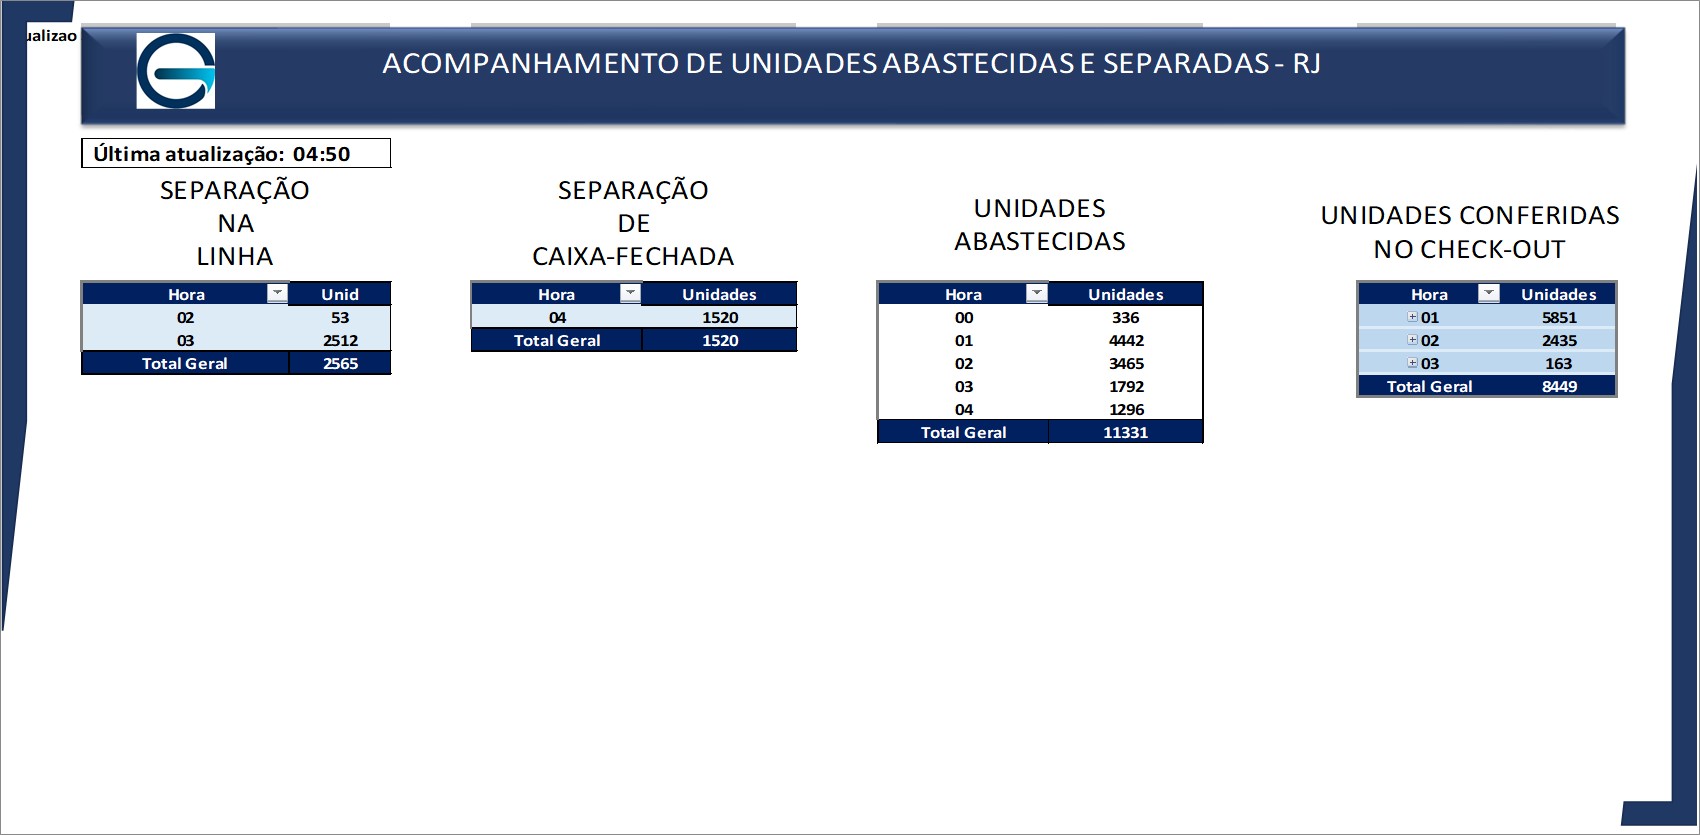 ualizao
ACOMPANHAMENTO DE UNIDADES ABASTECIDAS E SEPARADAS - RJ
Última atualização: 04:50
SEPARAÇÃO
NA
LINHA
Hora Unid
02 53
03 2512
Total Geral 2565
SEPARAÇÃO
DE
CAIXA-FECHADA
Hora Unidades
04 1520
Total Geral 1520
UNIDADES
ABASTECIDAS
Hora Unidades
00 336
01 4442
02 3465
03 1792
04 1296
Total Geral 11331
UNIDADES CONFERIDAS
NO CHECK-OUT
Hora Unidades
01 5851
02 2435
03 163
Total Geral 8449